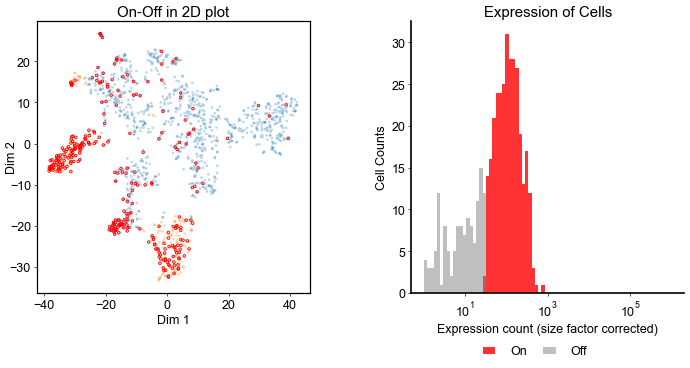 On-Off in 2D plot
Dim 2
20
10
0
−10
−20
−30
−40
−20
0
20
40
Dim 1
Expression of Cells
Cell Counts
30
25
20
15
10
5
0
10^1
10^3
10^5
Expression count (size factor corrected)
On
Off